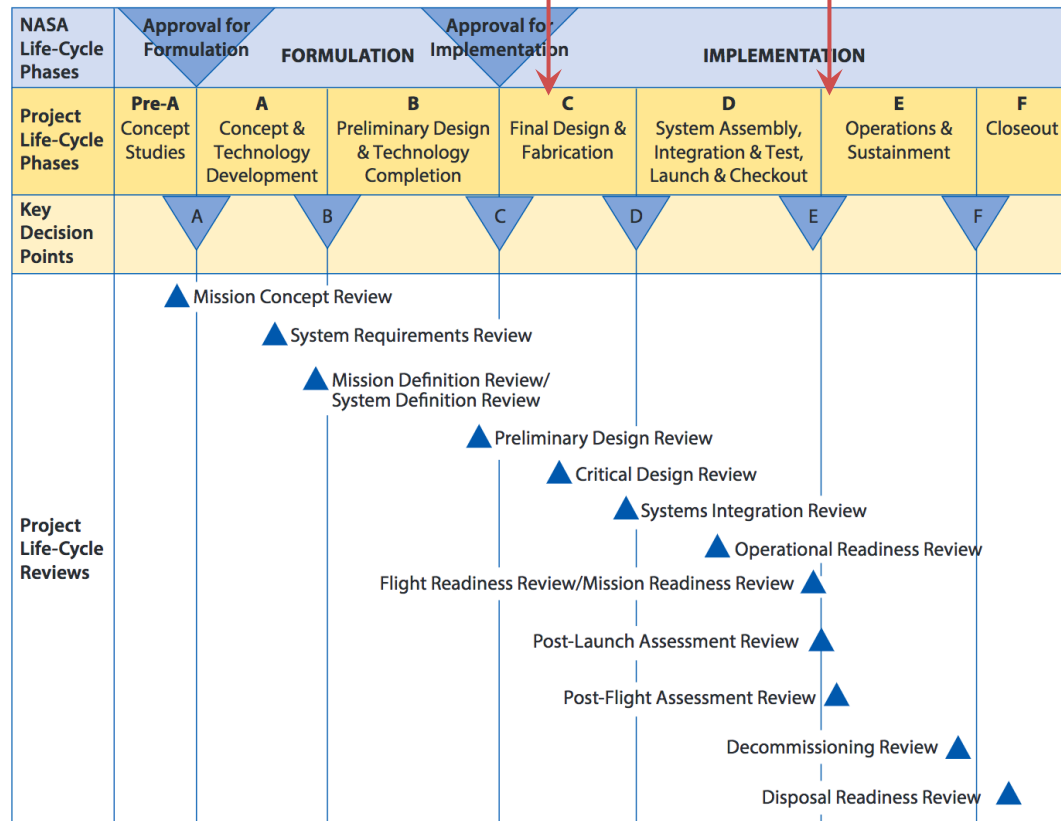 NASA
Life-Cycle
Phases
Approval for
Formulation
FORMULATION
Approval for
Implementation
IMPLEMENTATION
Project
Life-Cycle
Phases
Pre-A
Concept
Studies
A
Concept &
Technology
Development
B
Preliminary Design
& Technology
Completion
C
Final Design &
Fabrication
D
System Assembly,
Integration & Test,
Launch & Checkout
E
Operations &
Sustainment
F
Closeout
Key
Decision
Points
A
B
C
D
E
F
Project
Life-Cycle
Reviews
Mission Concept Review
System Requirements Review
Mission Definition Review/
System Definition Review
Preliminary Design Review
Critical Design Review
Systems Integration Review
Operational Readiness Review
Flight Readiness Review/Mission Readiness Review
Post-Launch Assessment Review
Post-Flight Assessment Review
Decommissioning Review
Disposal Readiness Review